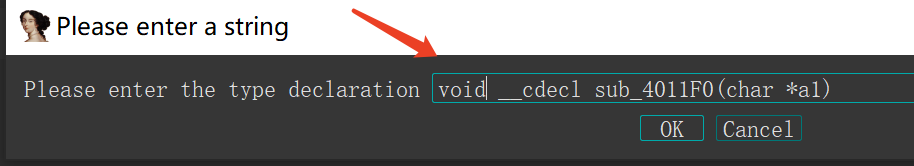 Please enter a string
Please enter the type declaration void __cdecl sub_4011F0(char *a1)
OK Cancel